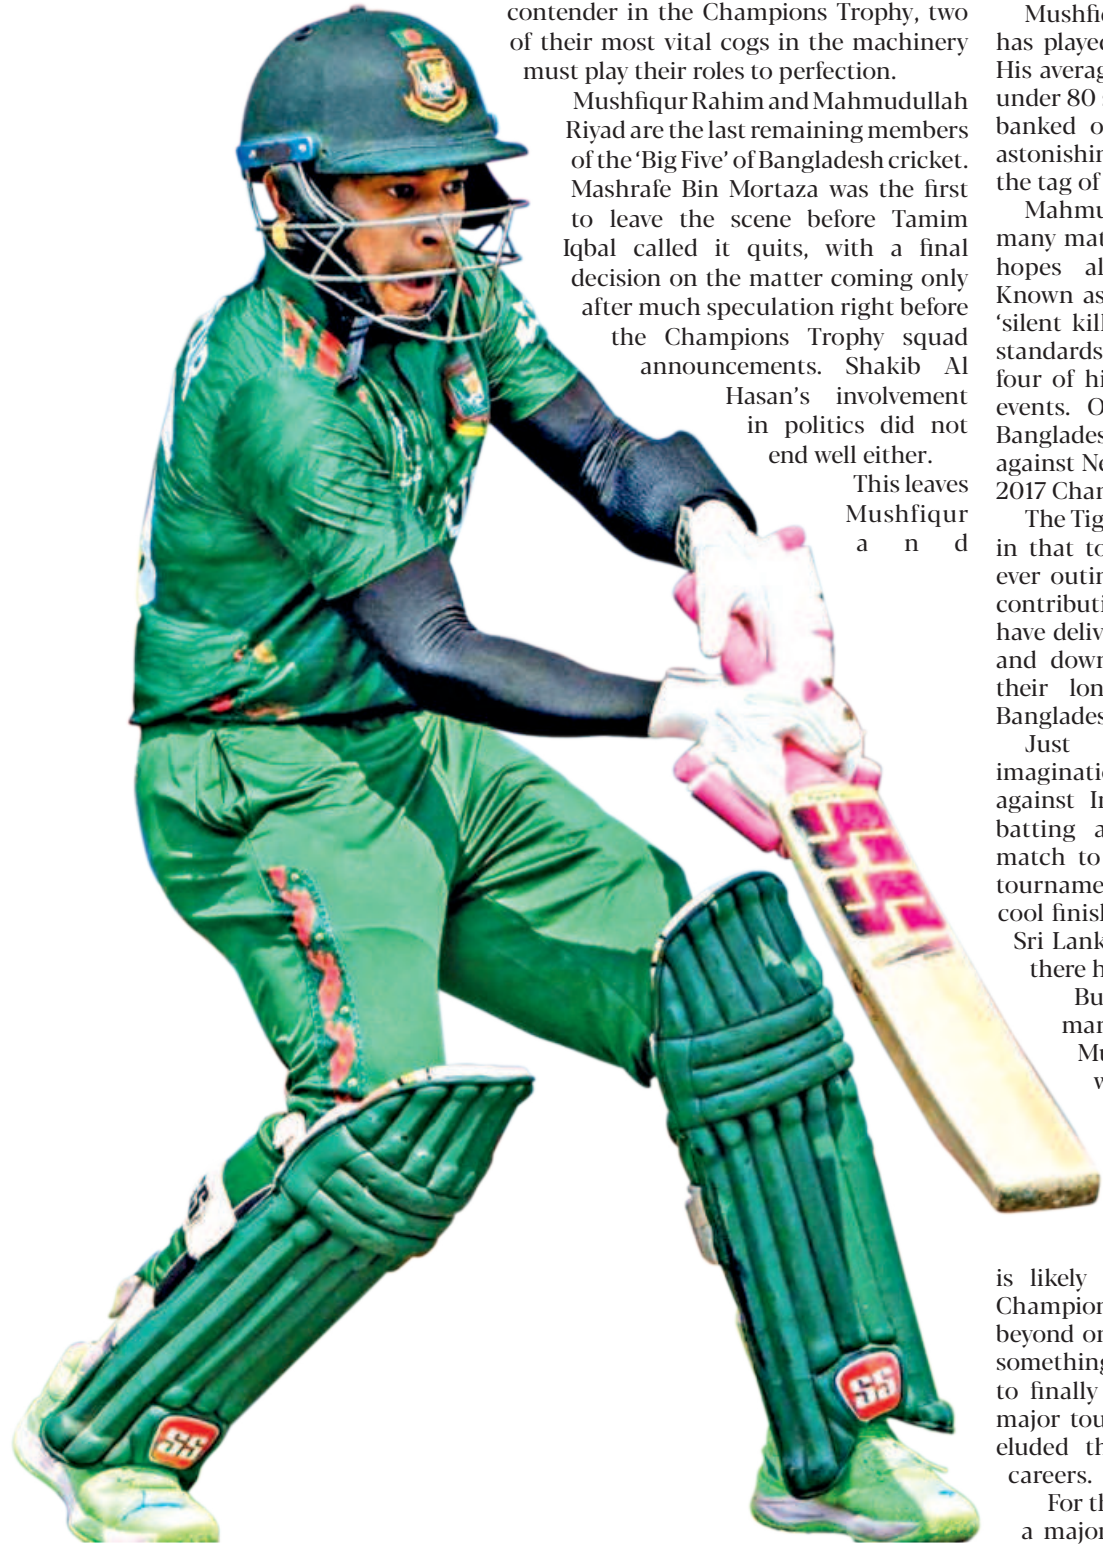 contender in the Champions Trophy, two
of their most vital cogs in the machinery
must play their roles to perfection.
Mushfiqur Rahim and Mahmudullah
Riyad are the last remaining members
of the ‘Big Five’ of Bangladesh cricket.
Mashrafe Bin Mortaza was the first
to leave the scene before Tamim
Iqbal called it quits, with a final
decision on the matter coming only
after much speculation right before
the Champions Trophy squad
announcements. Shakib Al
Hasan’s involvement
in politics did not
end well either.
This leaves
Mushfiqur
a n d
has played
His averag
under 80
banked o
astonishin
the tag of
Mahmu
many mat
hopes al
Known as
‘silent kill
standards
four of hi
events. O
Banglades
against Ne
2017 Cham
The Tig
in that to
ever outin
contributi
have deliv
and down
their lon
Banglades
Just
imaginatio
against In
batting a
match to
tourname
cool finish
Sri Lank
there h
Bu
man
Mu
w
is likely
Champion
beyond on
something
to finally
major tou
eluded th
careers.
For th
a major
SS
SS
SS
SS